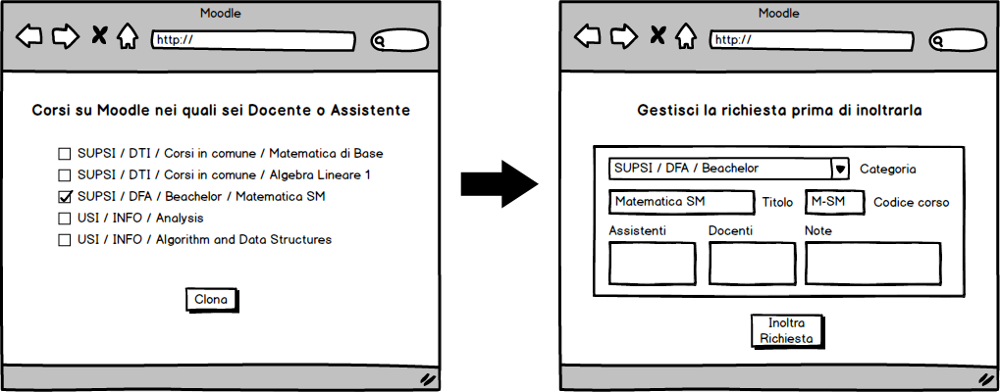 Moodle
http://
Corsi su Moodle nei quali sei Docente o Assistente
SUPSI / DTI / Corsi in comune / Matematica di Base
SUPSI / DTI / Corsi in comune / Algebra Lineare 1
SUPSI / DFA / Beachelor / Matematica SM
USI / INFO / Analysis
USI / INFO / Algorithm and Data Structures
Clona
Moodle
http://
Gestisci la richiesta prima di inoltrarla
SUPSI / DFA / Beachelor Categoria
Matematica SM Titolo M-SM Codice corso
Assistenti Docenti Note
Inoltra
Richiesta